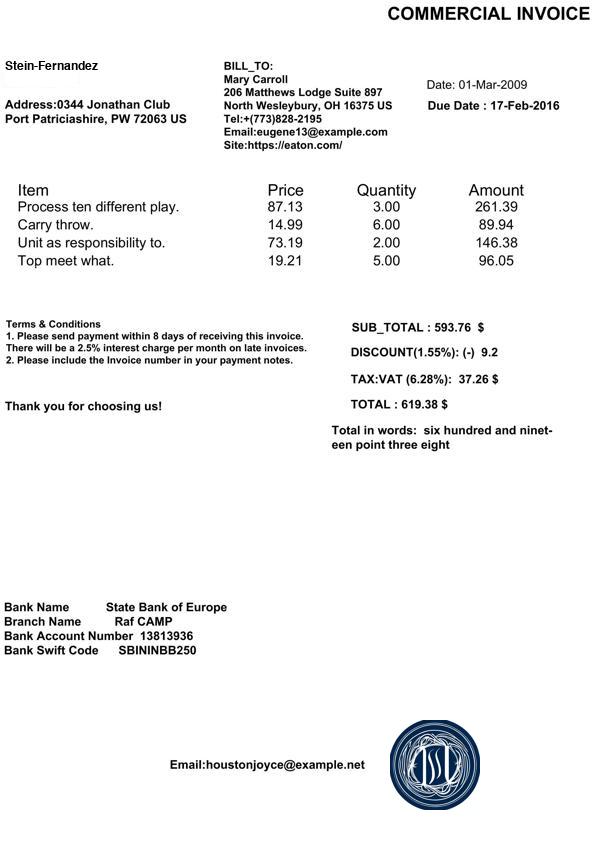 COMMERCIAL INVOICE
Stein-Fernandez
Address:0344 Jonathan Club
Port Patriciashire, PW 72063 US
BILL_TO:
Mary Carroll
206 Matthews Lodge Suite 897
North Wesleybury, OH 16375 US
Tel:+(773)828-2195
Email:eugene13@example.com
Site:https://eaton.com/
Date: 01-Mar-2009
Due Date : 17-Feb-2016
Item Price Quantity Amount
Process ten different play. 87.13 3.00 261.39
Carry throw. 14.99 6.00 89.94
Unit as responsibility to. 73.19 2.00 146.38
Top meet what. 19.21 5.00 96.05
Terms & Conditions
1. Please send payment within 8 days of receiving this invoice.
There will be a 2.5% interest charge per month on late invoices.
2. Please include the Invoice number in your payment notes.
Thank you for choosing us!
SUB_TOTAL : 593.76 $
DISCOUNT(1.55%): (-) 9.2
TAX:VAT (6.28%): 37.26 $
TOTAL : 619.38 $
Total in words: six hundred and ninet-
een point three eight
Bank Name State Bank of Europe
Branch Name Raf CAMP
Bank Account Number 13813936
Bank Swift Code SBININBB250
Email:houstonjoyce@example.net